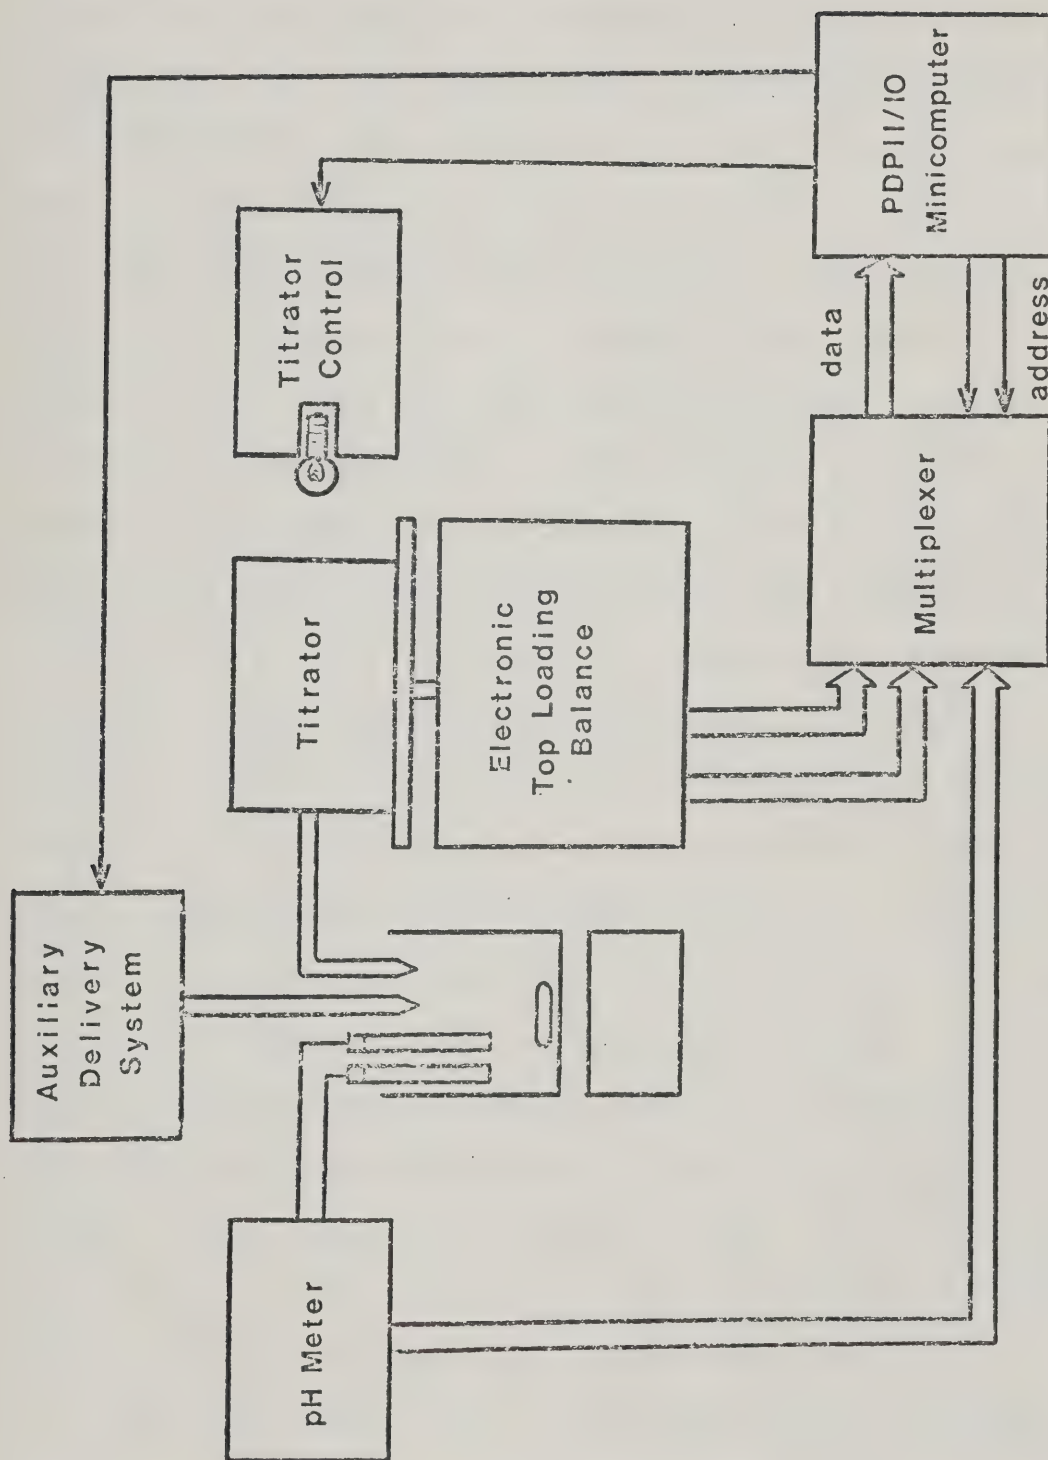 Auxiliary
Delivery
System
pH Meter
Titrator
Titrator
Control
Electronic
Top Loading
Balance
Multiplexer
data
address
PDP11/10
Minicomputer